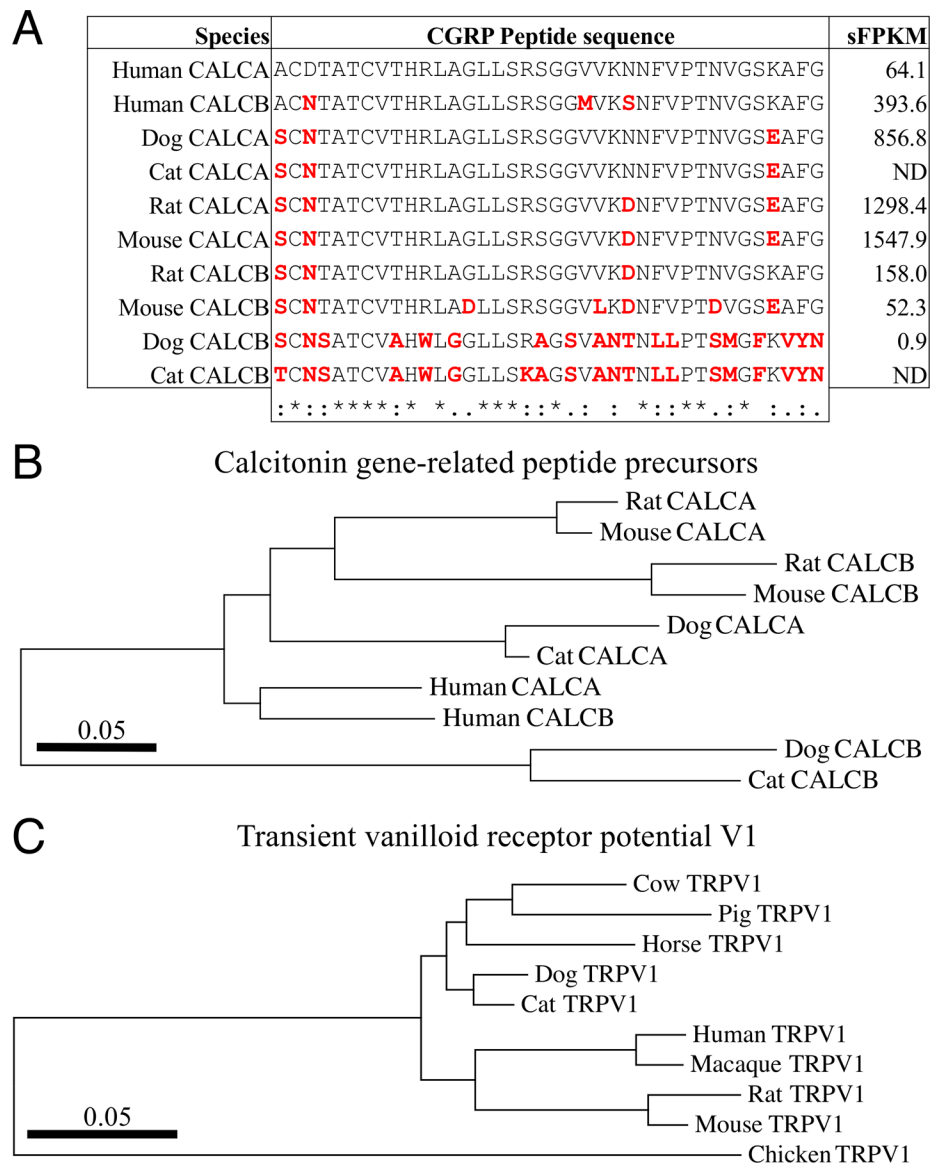 A
Species CGRP Peptide sequence sFPKM
Human CALCA ACDTATCVTHRLAGLLSRSGGVVKNNFVPTNVGSKAFG 64.1
Human CALCB ACNTATCVTHRLAGLLSRSGGMVKSNFVPTNVGSKAFG 393.6
Dog CALCA SCNTATCVTHRLAGLLSRSGGVVKNNFVPTNVGSEAFG 856.8
Cat CALCA SCNTATCVTHRLAGLLSRSGGVVKNNFVPTNVGSEAFG ND
Rat CALCA SCNTATCVTHRLAGLLSRSGGVVKDNFVPTNVGSEAFG 1298.4
Mouse CALCA SCNTATCVTHRLAGLLSRSGGVVKDNFVPTNVGSEAFG 1547.9
Rat CALCB SCNTATCVTHRLAGLLSRSGGVVKDNFVPTNVGSKAFG 158.0
Mouse CALCB SCNTATCVTHRLADLLSRSGGVLKDNFVPTDVGSEAFG 52.3
Dog CALCB SCNSATCVAHWLGGLLSRAGSVANTNLLPTSMGFKVYN 0.9
Cat CALCB TCNSATCVAHWLGGLLSKAGSVANTNLLPTSMGFKVYN ND
:*::****:* *..***::*.: : *::**.:* :.:.
B
Calcitonin gene-related peptide precursors
Rat CALCA
Mouse CALCA
Rat CALCB
Mouse CALCB
Dog CALCA
Cat CALCA
Human CALCA
Human CALCB
0.05
Dog CALCB
Cat CALCB
C
Transient vanilloid receptor potential V1
Cow TRPV1
Pig TRPV1
Horse TRPV1
Dog TRPV1
Cat TRPV1
Human TRPV1
Macaque TRPV1
Rat TRPV1
0.05
Mouse TRPV1
Chicken TRPV1